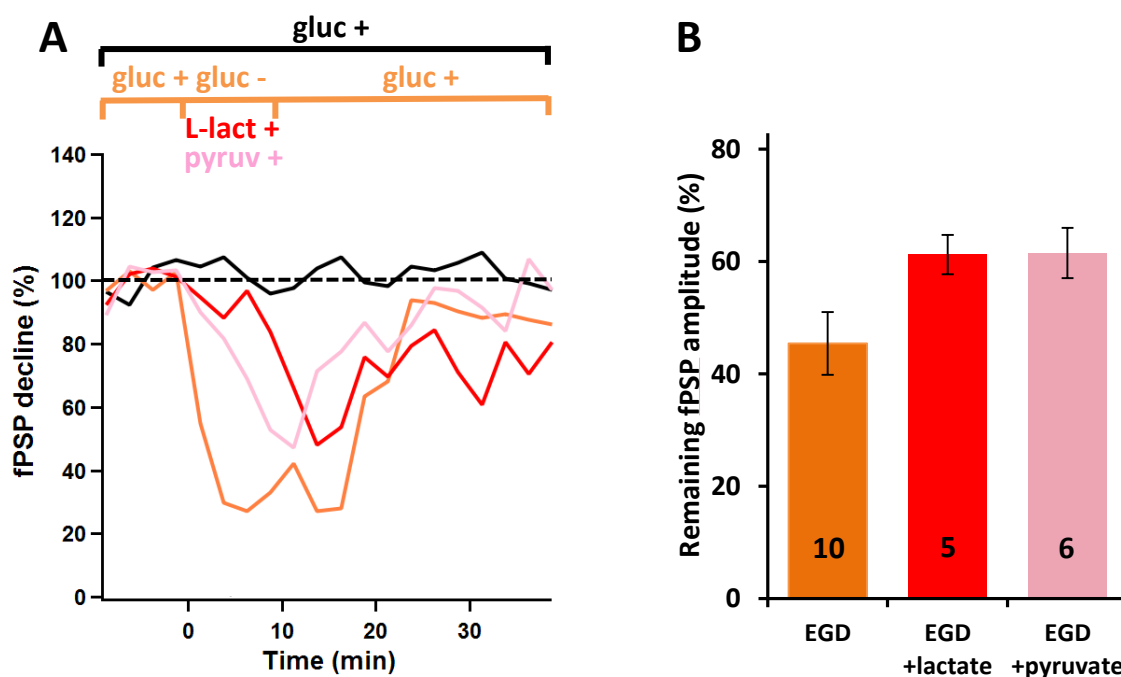 A
gluc +
gluc + gluc - gluc +
L-lact +
pyruv +
140
120
100
80
60
40
20
0
fPSP decline (%)
0 10 20 30
Time (min)
B
80
60
40
20
0
Remaining fPSP amplitude (%)
10 5 6
EGD EGD EGD
+lactate +pyruvate